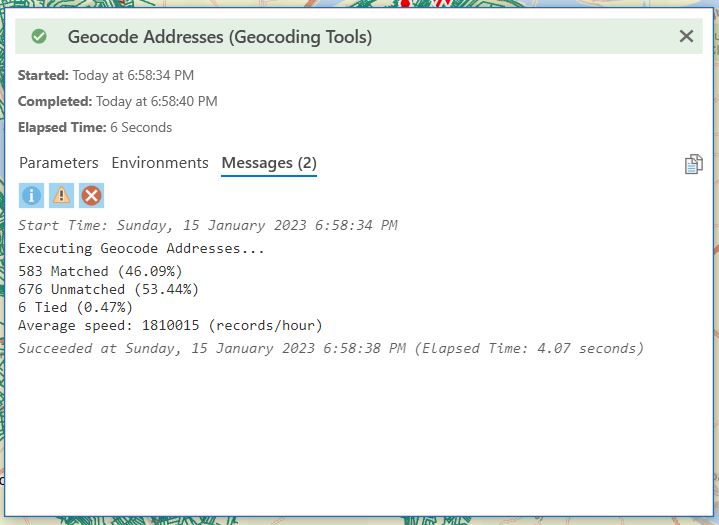 Geocode Addresses (Geocoding Tools)
Started: Today at 6:58:34 PM
Completed: Today at 6:58:40 PM
Elapsed Time: 6 Seconds
Parameters Environments Messages (2)
Start Time: Sunday, 15 January 2023 6:58:34 PM
Executing Geocode Addresses...
583 Matched (46.09%)
676 Unmatched (53.44%)
6 Tied (0.47%)
Average speed: 1810015 (records/hour)
Succeeded at Sunday, 15 January 2023 6:58:38 PM (Elapsed Time: 4.07 seconds)